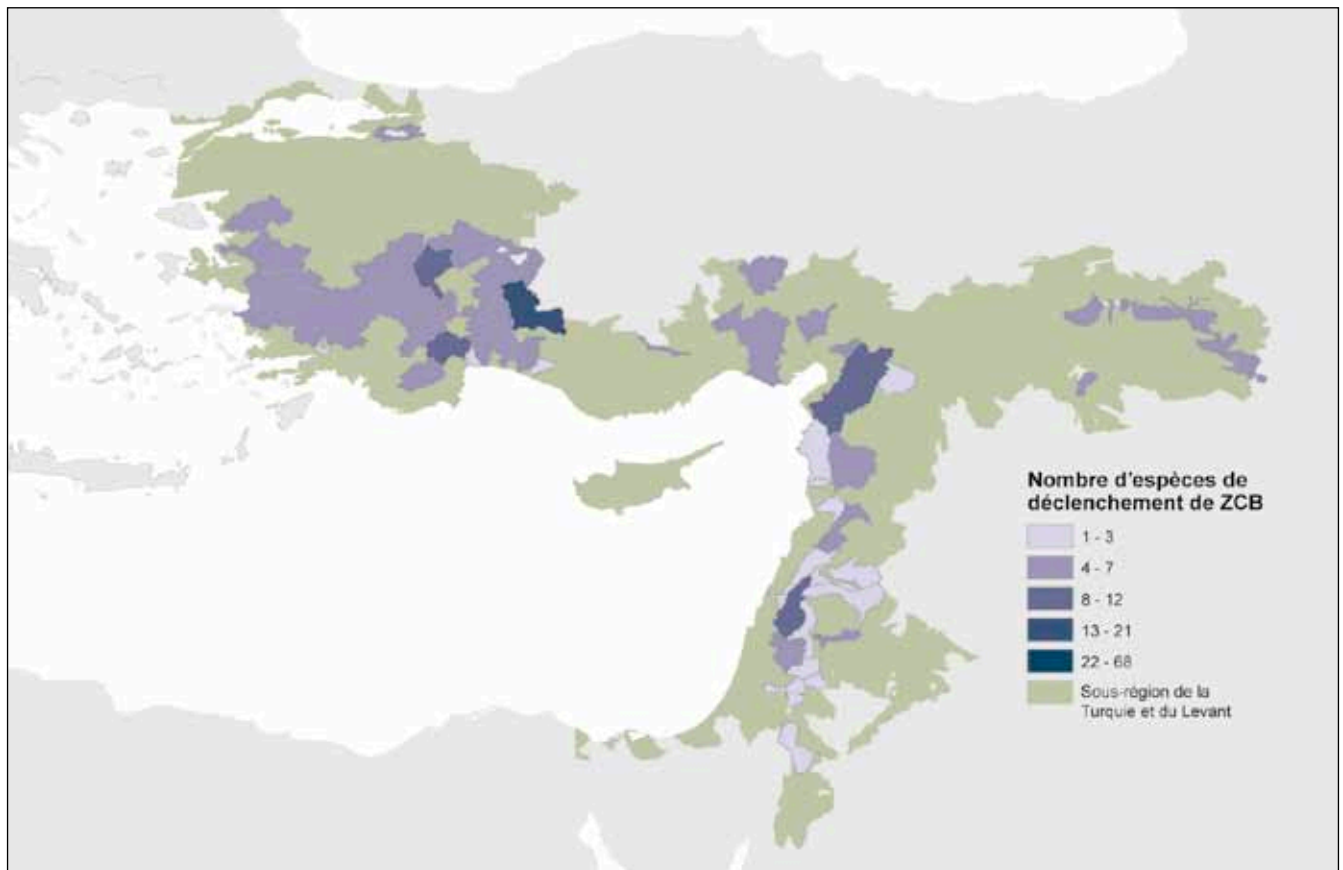 Nombre d'espèces de
déclenchement de ZCB
1 - 3
4 - 7
8 - 12
13 - 21
22 - 68
Sous-région de la
Turquie et du Levant